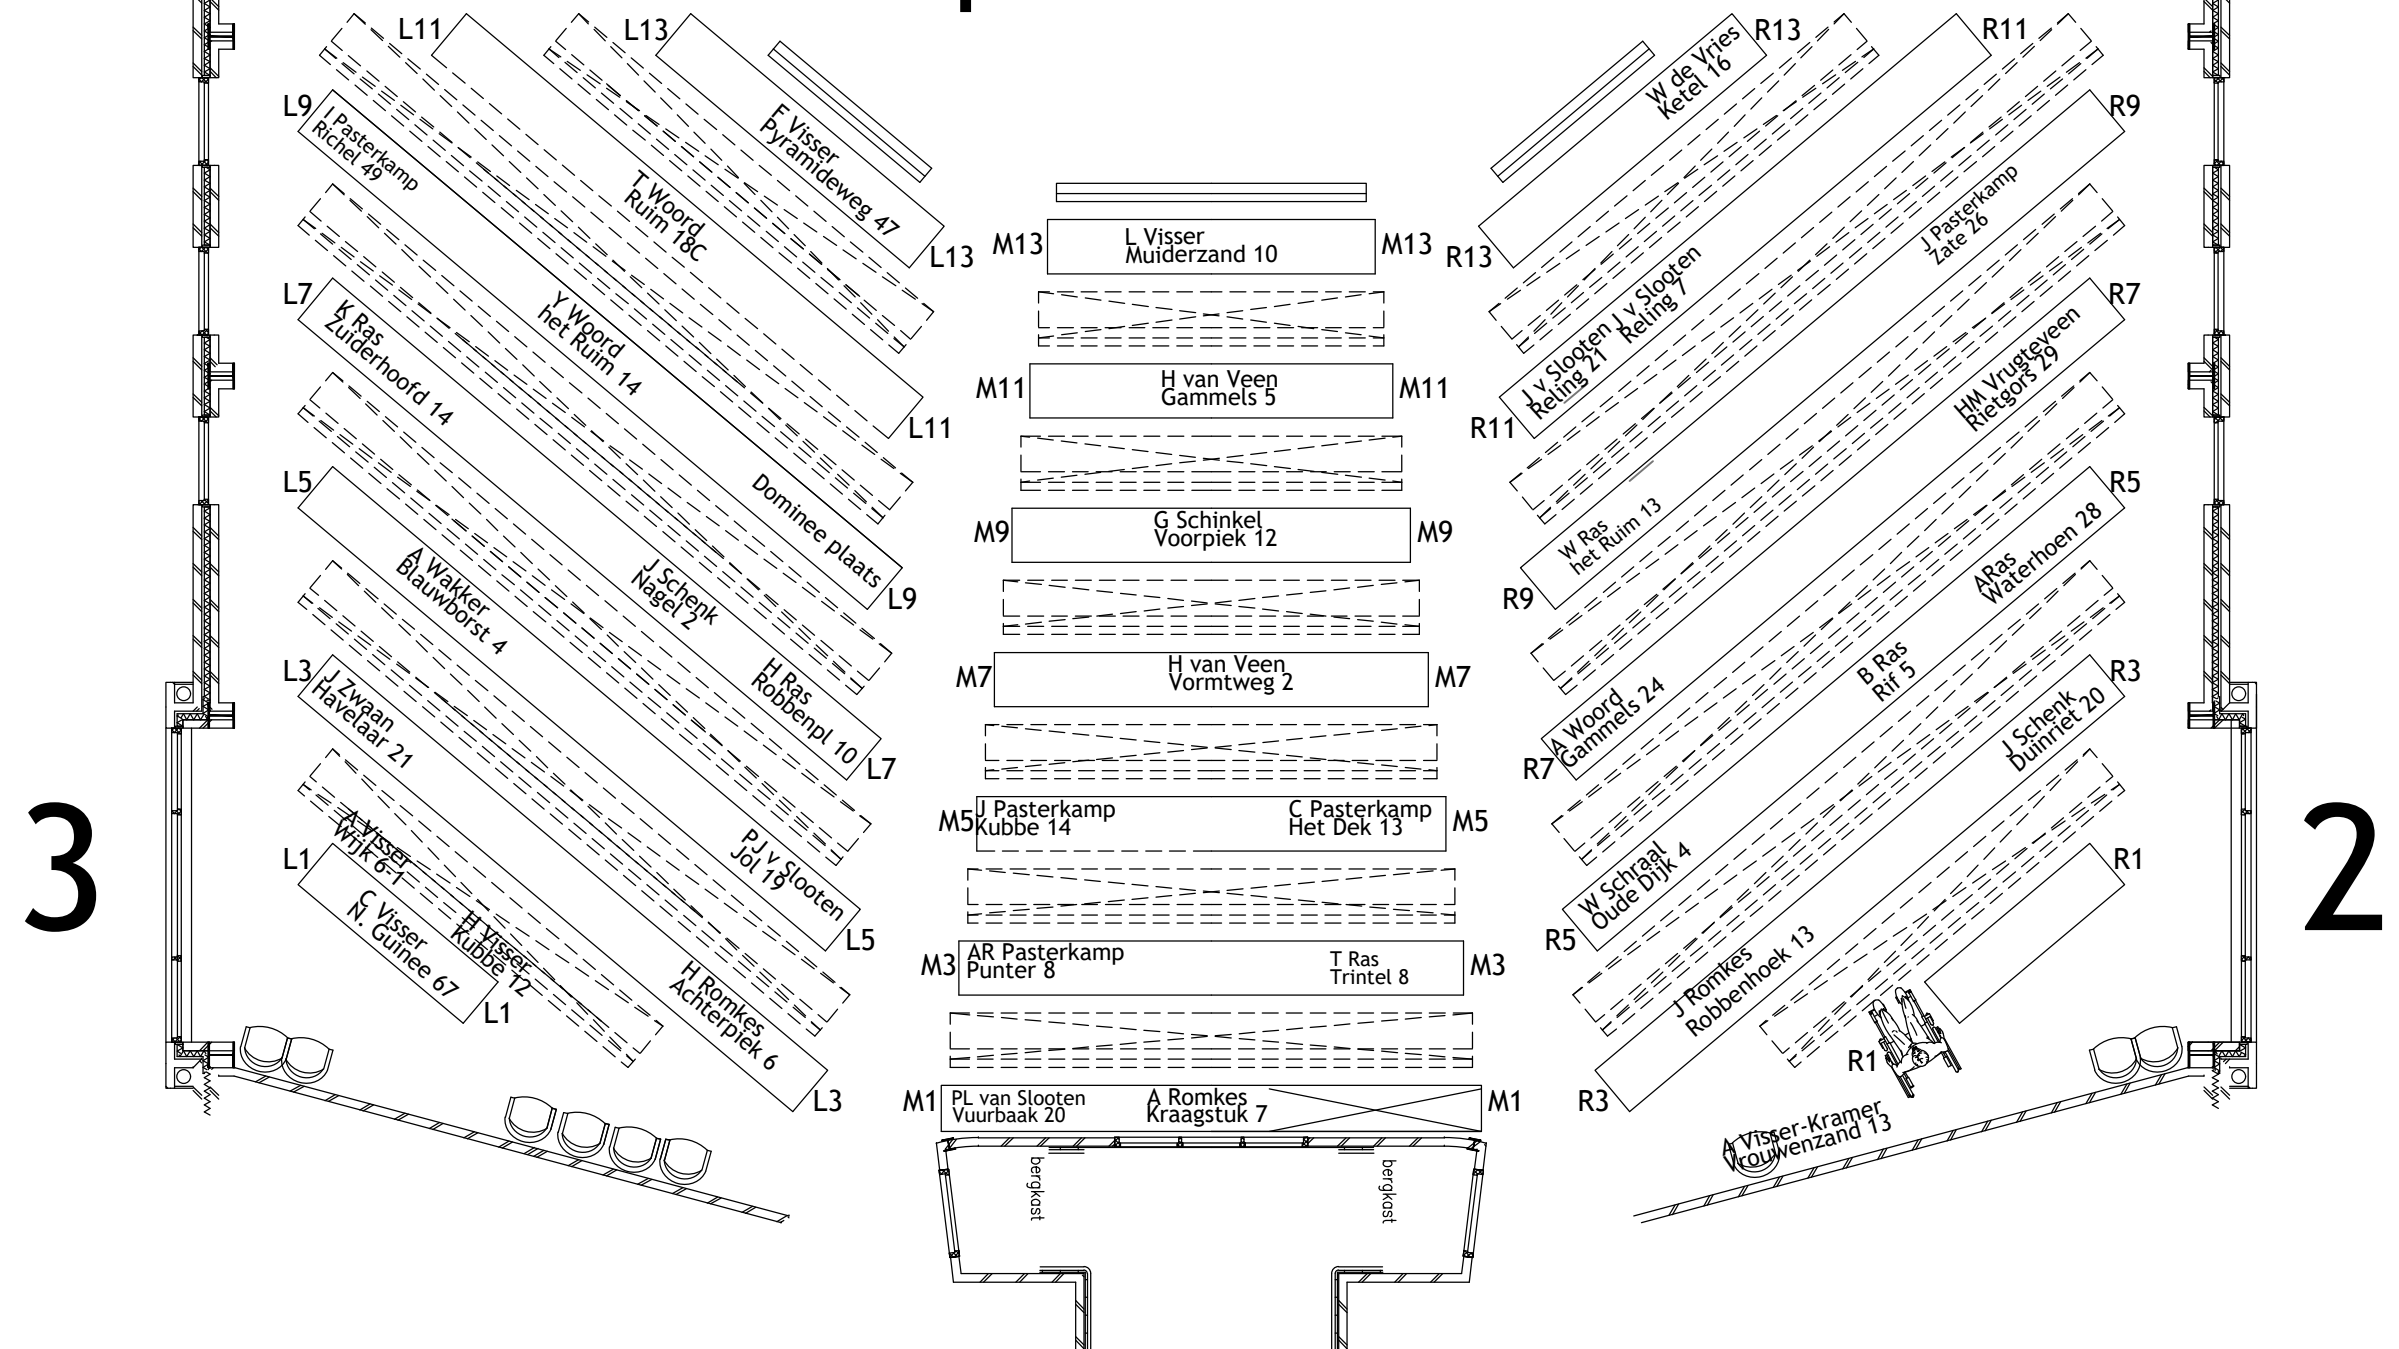 L11
L13
R13
R11
L9
R9
W de Vries
Ketel 16
I Pasterkamp
Richel 49
F Visser
Pyramideweg 47
T Woord
Ruim 18C
J Pasterkamp
Zate 26
L13
M13
L Visser
Muiderzand 10
M13
R13
L7
K Ras
Zuiderhoofd 14
Y Woord
het Ruim 14
J v Slooten
Reling 7
J v Slooten
Reling 21
R7
HM Vrugteveen
Rietgors 29
L11
M11
H van Veen
Gammels 5
M11
R11
L5
Dominee plaats
R5
M9
G Schinkel
Voorpiek 12
M9
W Ras
het Ruim 13
ARas
Waterhoen 28
A Wakker
Blauwborst 4
J Schenk
Nagel 2
L9
R9
L3
J Zwaan
Havelaar 21
H Ras
Robbenpl 10
M7
H van Veen
Vormtweg 2
M7
B Ras
Rif 5
R3
A Woord
Gammels 24
J Schenk
Duinriet 20
L7
R7
3
2
L1
A Visser
Wijk 6-1
PJ v Slooten
Jol 19
M5
J Pasterkamp
Kubbe 14
C Pasterkamp
Het Dek 13
M5
W Schraal
Oude Dijk 4
R1
C Visser
N. Guinee 67
H Visser
Kubbe 12
L5
R5
L1
H Romkes
Achterpiek 6
M3
AR Pasterkamp
Punter 8
T Ras
Trintel 8
M3
J Romkes
Robbenhoek 13
R1
L3
M1
PL van Slooten
Vuurbaak 20
A Romkes
Kraagstuk 7
M1
R3
A Visser-Kramer
Vrouwenzand 13
bergkast
bergkast